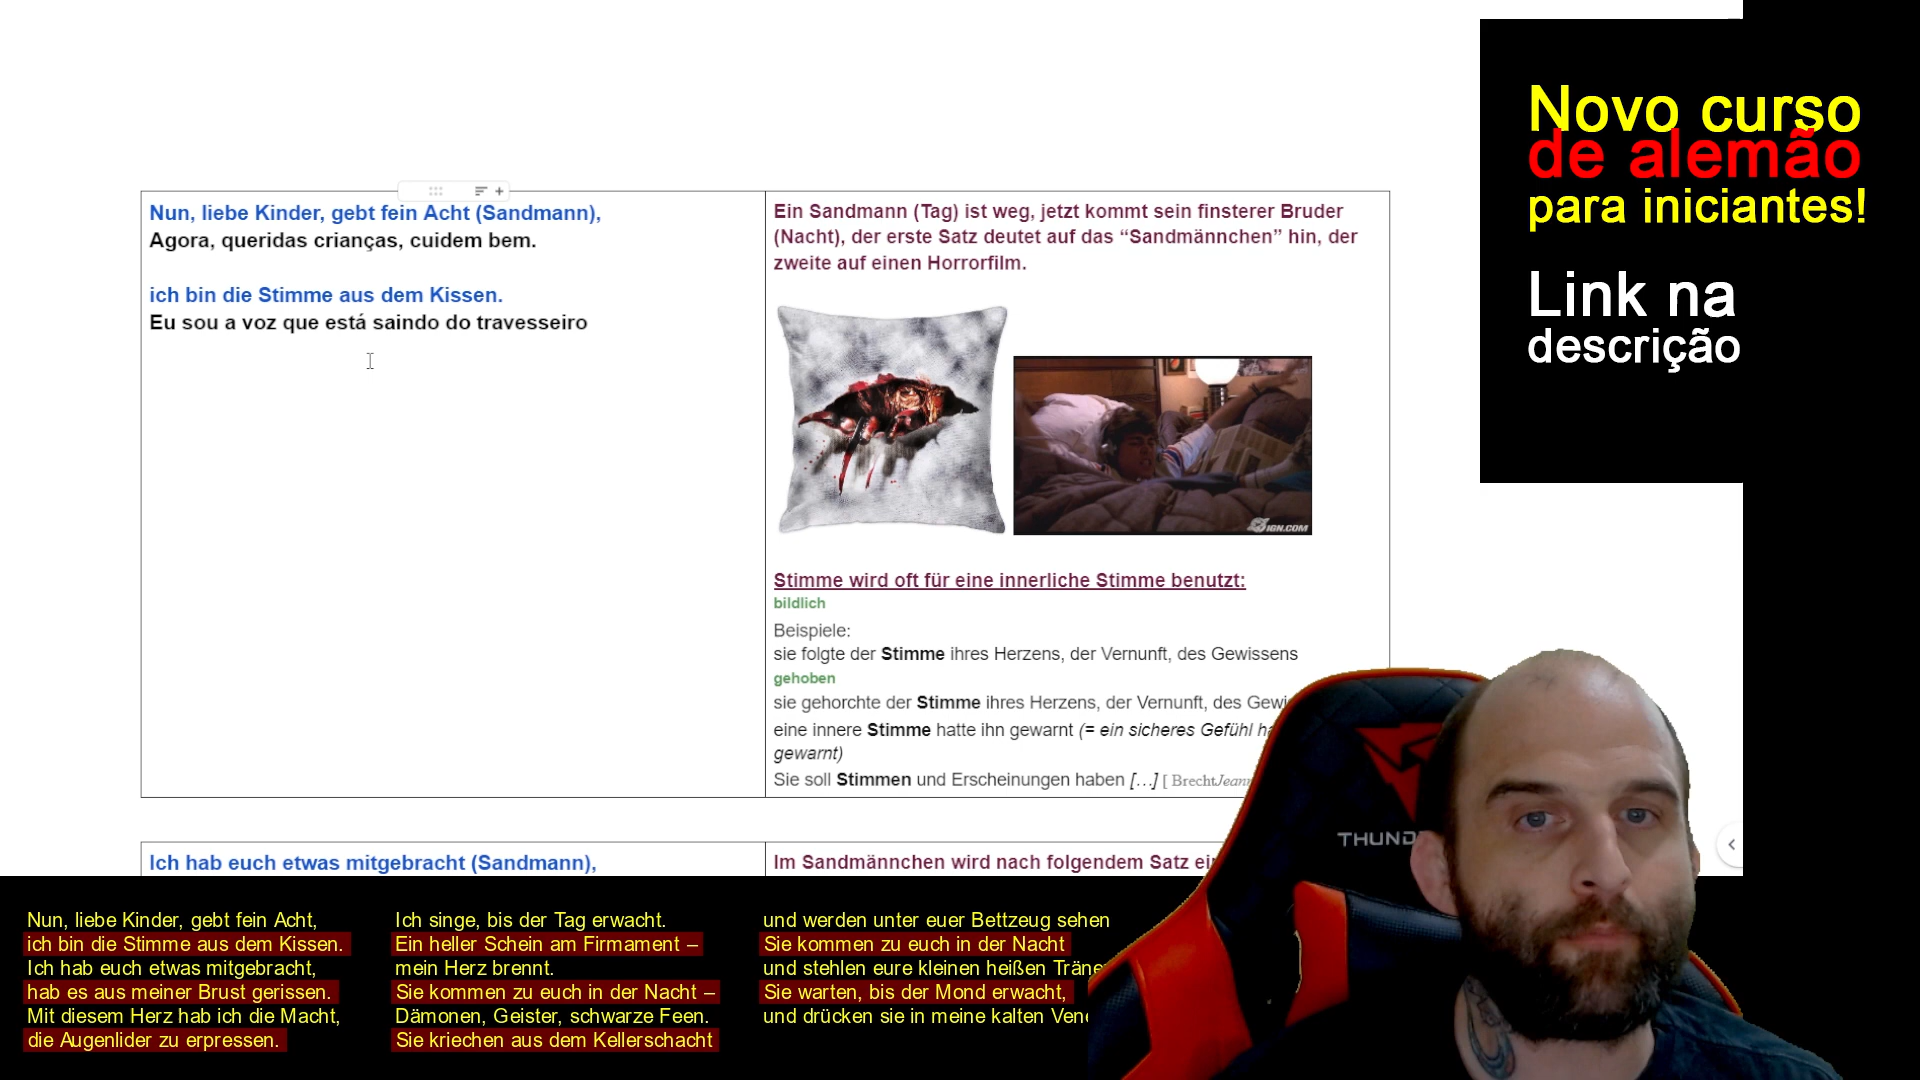 Nun, liebe Kinder, gebt fein Acht (Sandmann),
Agora, queridas crianças, cuidem bem.
ich bin die Stimme aus dem Kissen.
Eu sou a voz que está saindo do travesseiro
Ein Sandmann (Tag) ist weg, jetzt kommt sein finsterer Bruder
(Nacht), der erste Satz deutet auf das “Sandmännchen” hin, der
zweite auf einen Horrorfilm.
IGN.COM
Stimme wird oft für eine innerliche Stimme benutzt:
bildlich
Beispiele:
sie folgte der Stimme ihres Herzens, der Vernunft, des Gewissens
gehoben
sie gehorchte der Stimme ihres Herzens, der Vernunft, des
eine innere Stimme hatte ihn gewarnt (= ein sicheres Gefühl
gewarnt)
Sie soll Stimmen und Erscheinungen haben […] [ Brecht
Ich hab euch etwas mitgebracht (Sandmann),
Im Sandmännchen wird nach folgendem Satz
Novo curso
de alemão
para iniciantes!
Link na
descrição
THUND
Nun, liebe Kinder, gebt fein Acht,
ich bin die Stimme aus dem Kissen.
Ich hab euch etwas mitgebracht,
hab es aus meiner Brust gerissen.
Mit diesem Herz hab ich die Macht,
die Augenlider zu erpressen.
Ich singe, bis der Tag erwacht.
Ein heller Schein am Firmament –
mein Herz brennt.
Sie kommen zu euch in der Nacht –
Dämonen, Geister, schwarze Feen.
Sie kriechen aus dem Kellerschacht
und werden unter euer Bettzeug sehen
Sie kommen zu euch in der Nacht
und stehlen eure kleinen heißen
Sie warten, bis der Mond erwacht,
und drücken sie in meine kalten